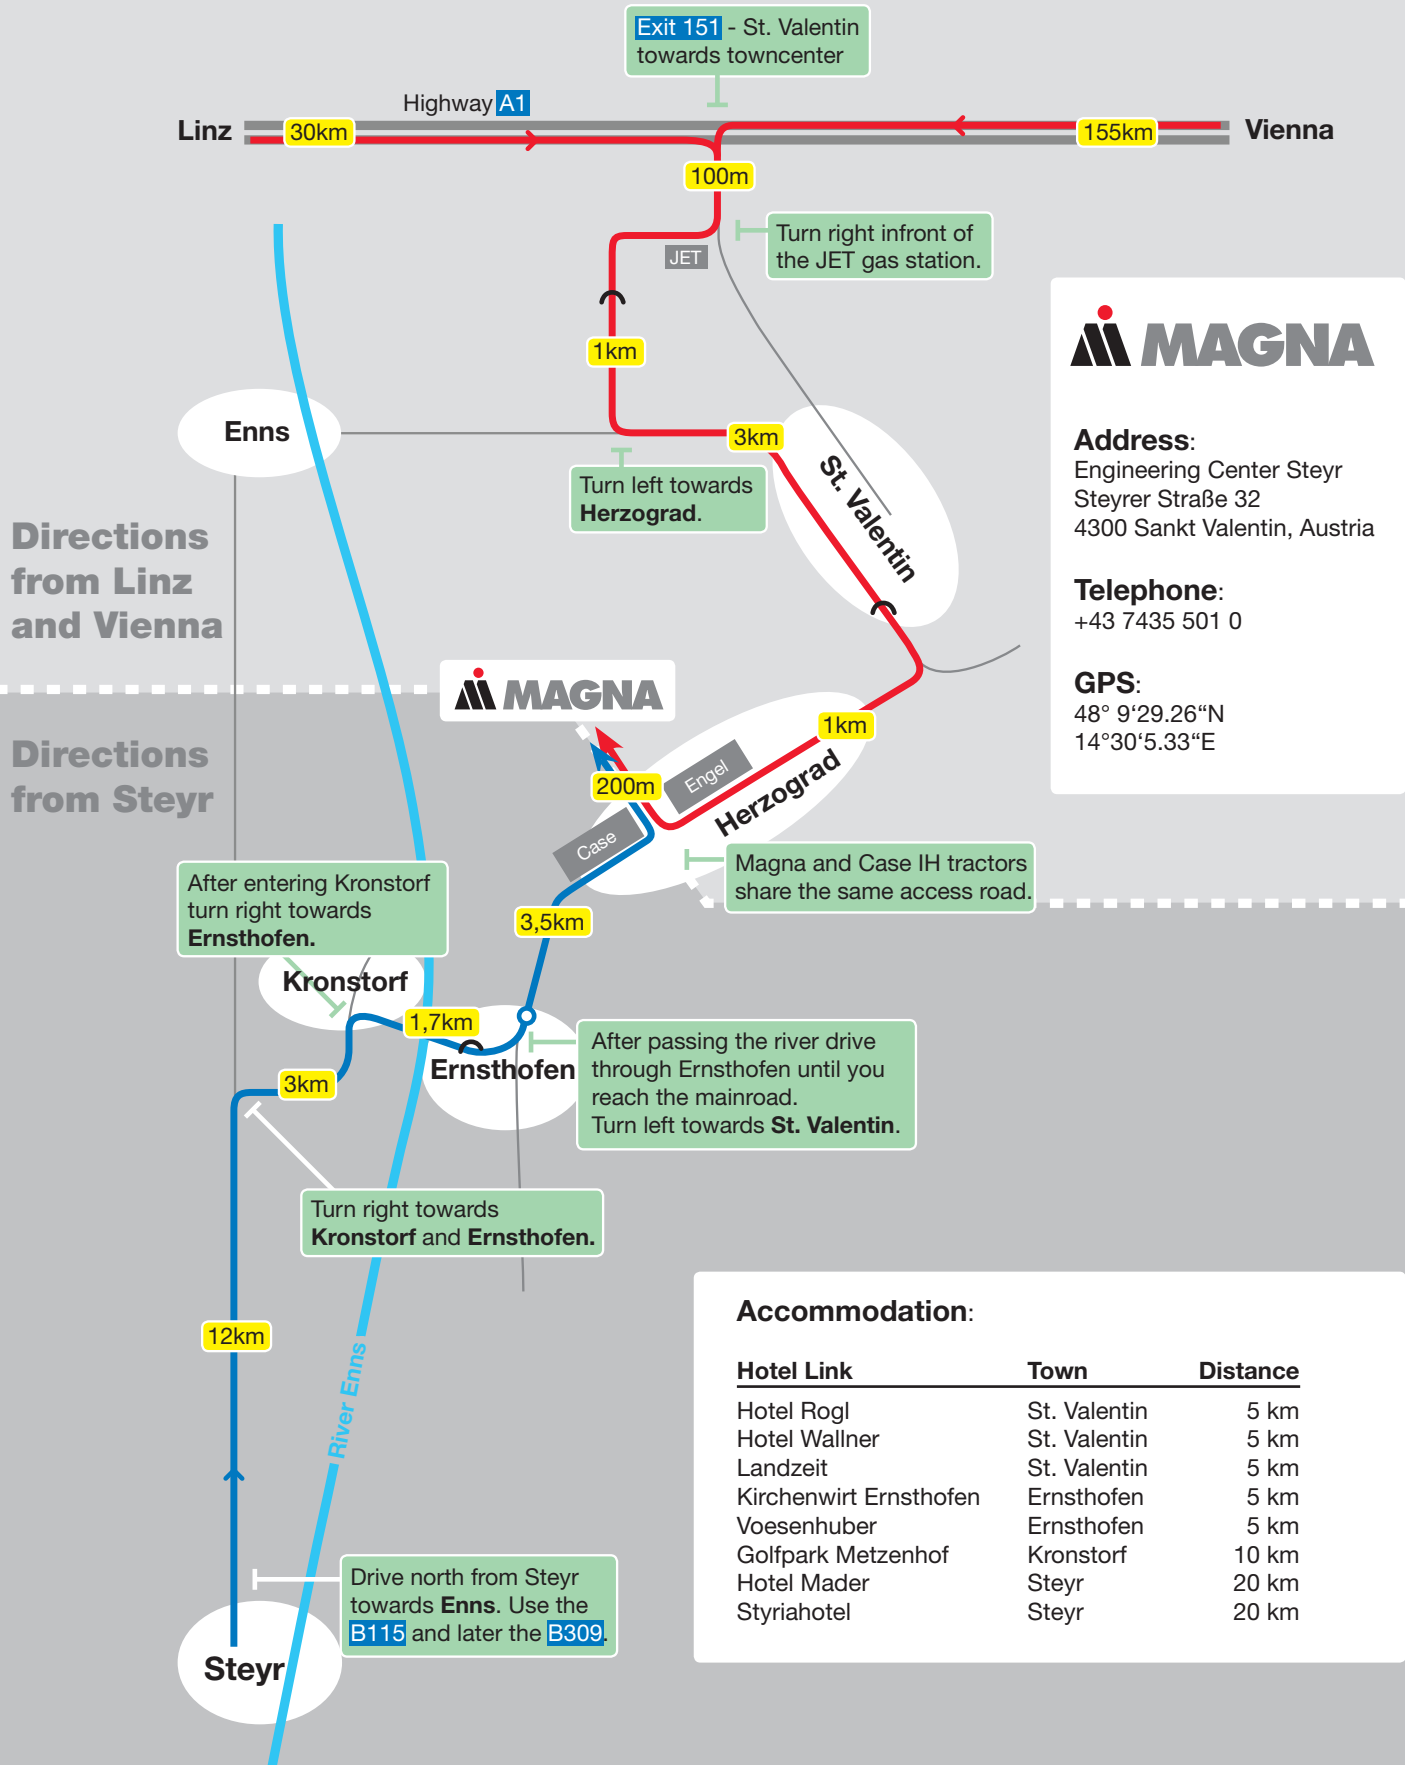 Exit 151 - St. Valentin
towards towncenter
Highway A1
Linz
30km
155km
Vienna
100m
Turn right infront of
the JET gas station.
JET
1km
MAGNA
Enns
3km
St. Valentin
Turn left towards
Herzograd.
Address:
Engineering Center Steyr
Steyrer Straße 32
4300 Sankt Valentin, Austria
Telephone:
+43 7435 501 0
GPS:
48° 9‘29.26“N
14°30‘5.33“E
Directions
from Linz
and Vienna
MAGNA
Directions
from Steyr
1km
200m
Engel
Herzograd
Case
Magna and Case IH tractors
share the same access road.
After entering Kronstorf
turn right towards
Ernsthofen.
3,5km
Kronstorf
1,7km
Ernsthofen
After passing the river drive
through Ernsthofen until you
reach the mainroad.
Turn left towards St. Valentin.
3km
Turn right towards
Kronstorf and Ernsthofen.
12km
River Enns
Drive north from Steyr
towards Enns. Use the
B115 and later the B309.
Steyr
Accommodation:
Hotel Link Town Distance
Hotel Rogl St. Valentin 5 km
Hotel Wallner St. Valentin 5 km
Landzeit St. Valentin 5 km
Kirchenwirt Ernsthofen Ernsthofen 5 km
Voesenhuber Ernsthofen 5 km
Golfpark Metzenhof Kronstorf 10 km
Hotel Mader Steyr 20 km
Styriahotel Steyr 20 km